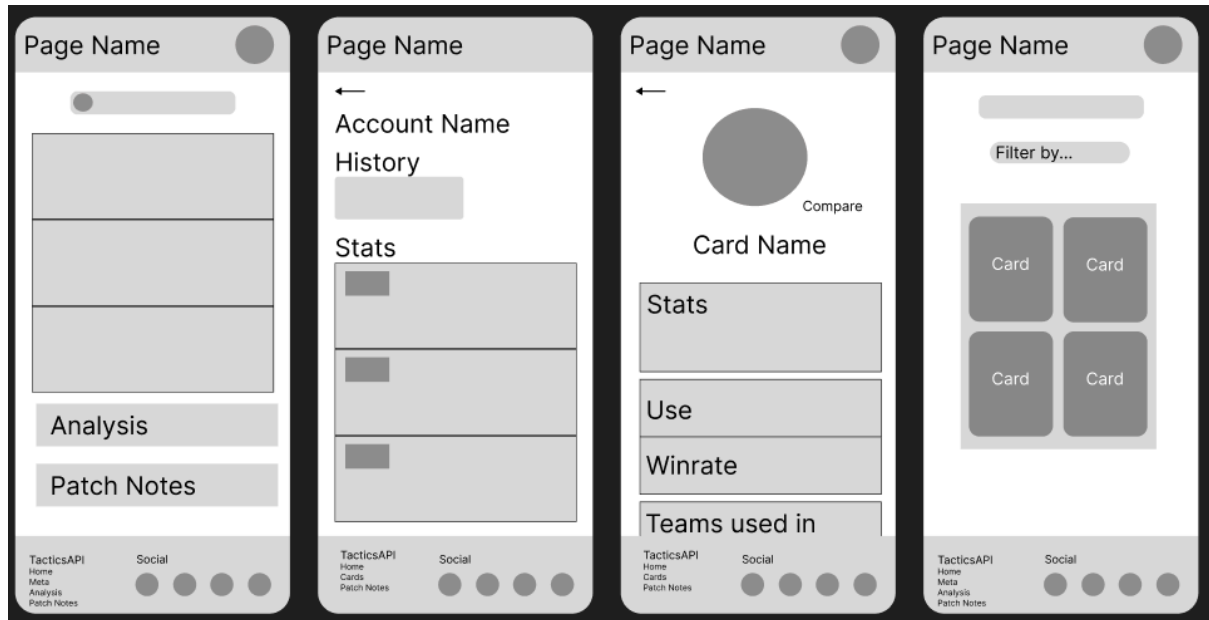 Page Name
Analysis
Patch Notes
TacticsAPI
Home
Meta
Analysis
Patch Notes
Social
Page Name
Account Name
History
Stats
TacticsAPI
Home
Cards
Patch Notes
Social
Page Name
Compare
Card Name
Stats
Use
Winrate
Teams used in
TacticsAPI
Home
Cards
Patch Notes
Social
Page Name
Filter by...
Card Card
Card Card
TacticsAPI
Home
Meta
Analysis
Patch Notes
Social